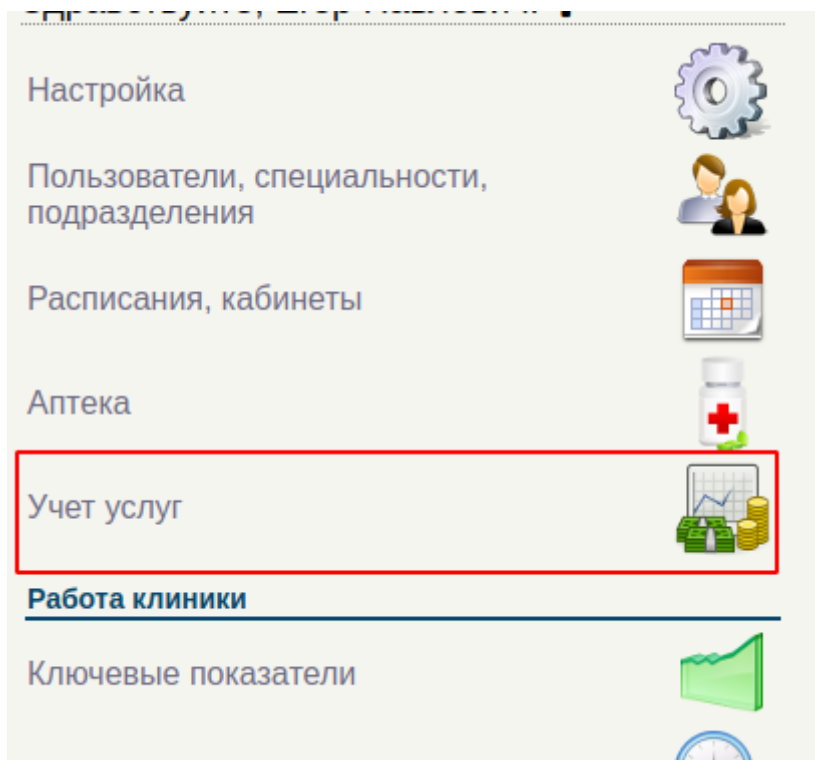 Настройка
Пользователи, специальности,
подразделения
Расписания, кабинеты
Аптека
Учет услуг
Работа клиники
Ключевые показатели